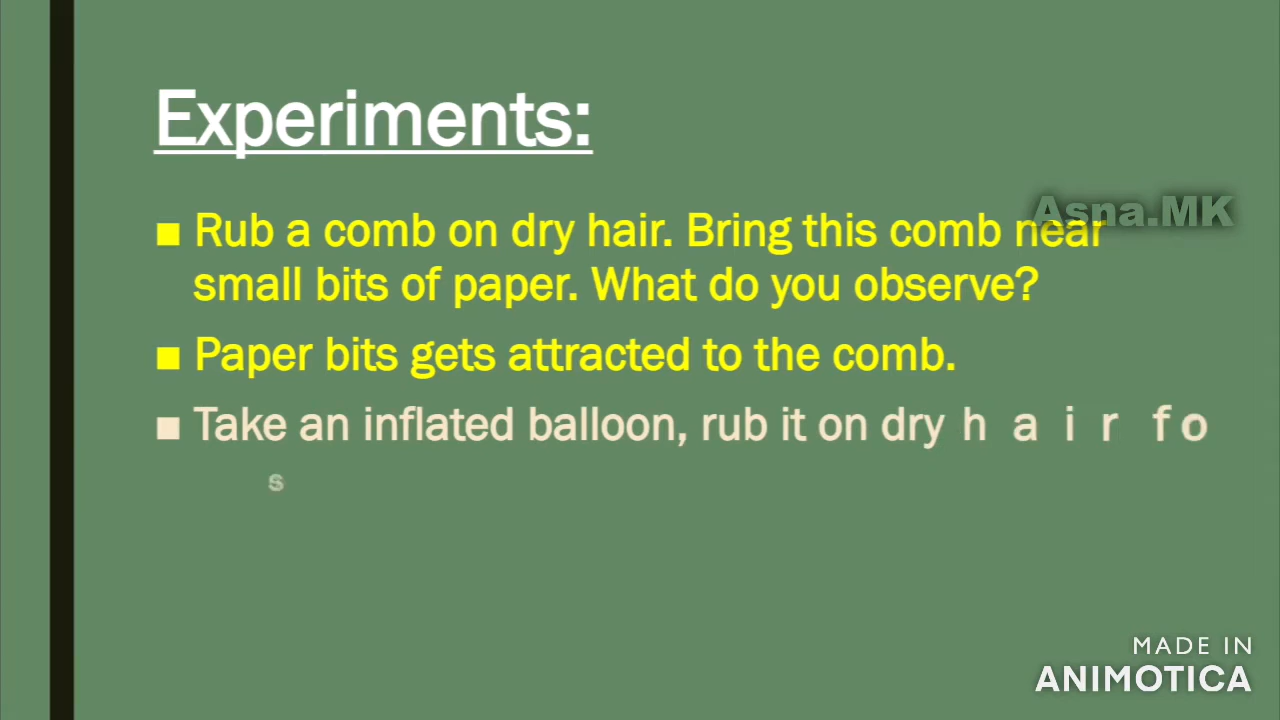 Experiments:
Asna.MK
■ Rub a comb on dry hair. Bring this comb near
small bits of paper. What do you observe?
■ Paper bits gets attracted to the comb.
■ Take an inflated balloon, rub it on dry h a i r f o
s
MADE IN
ANIMOTICA